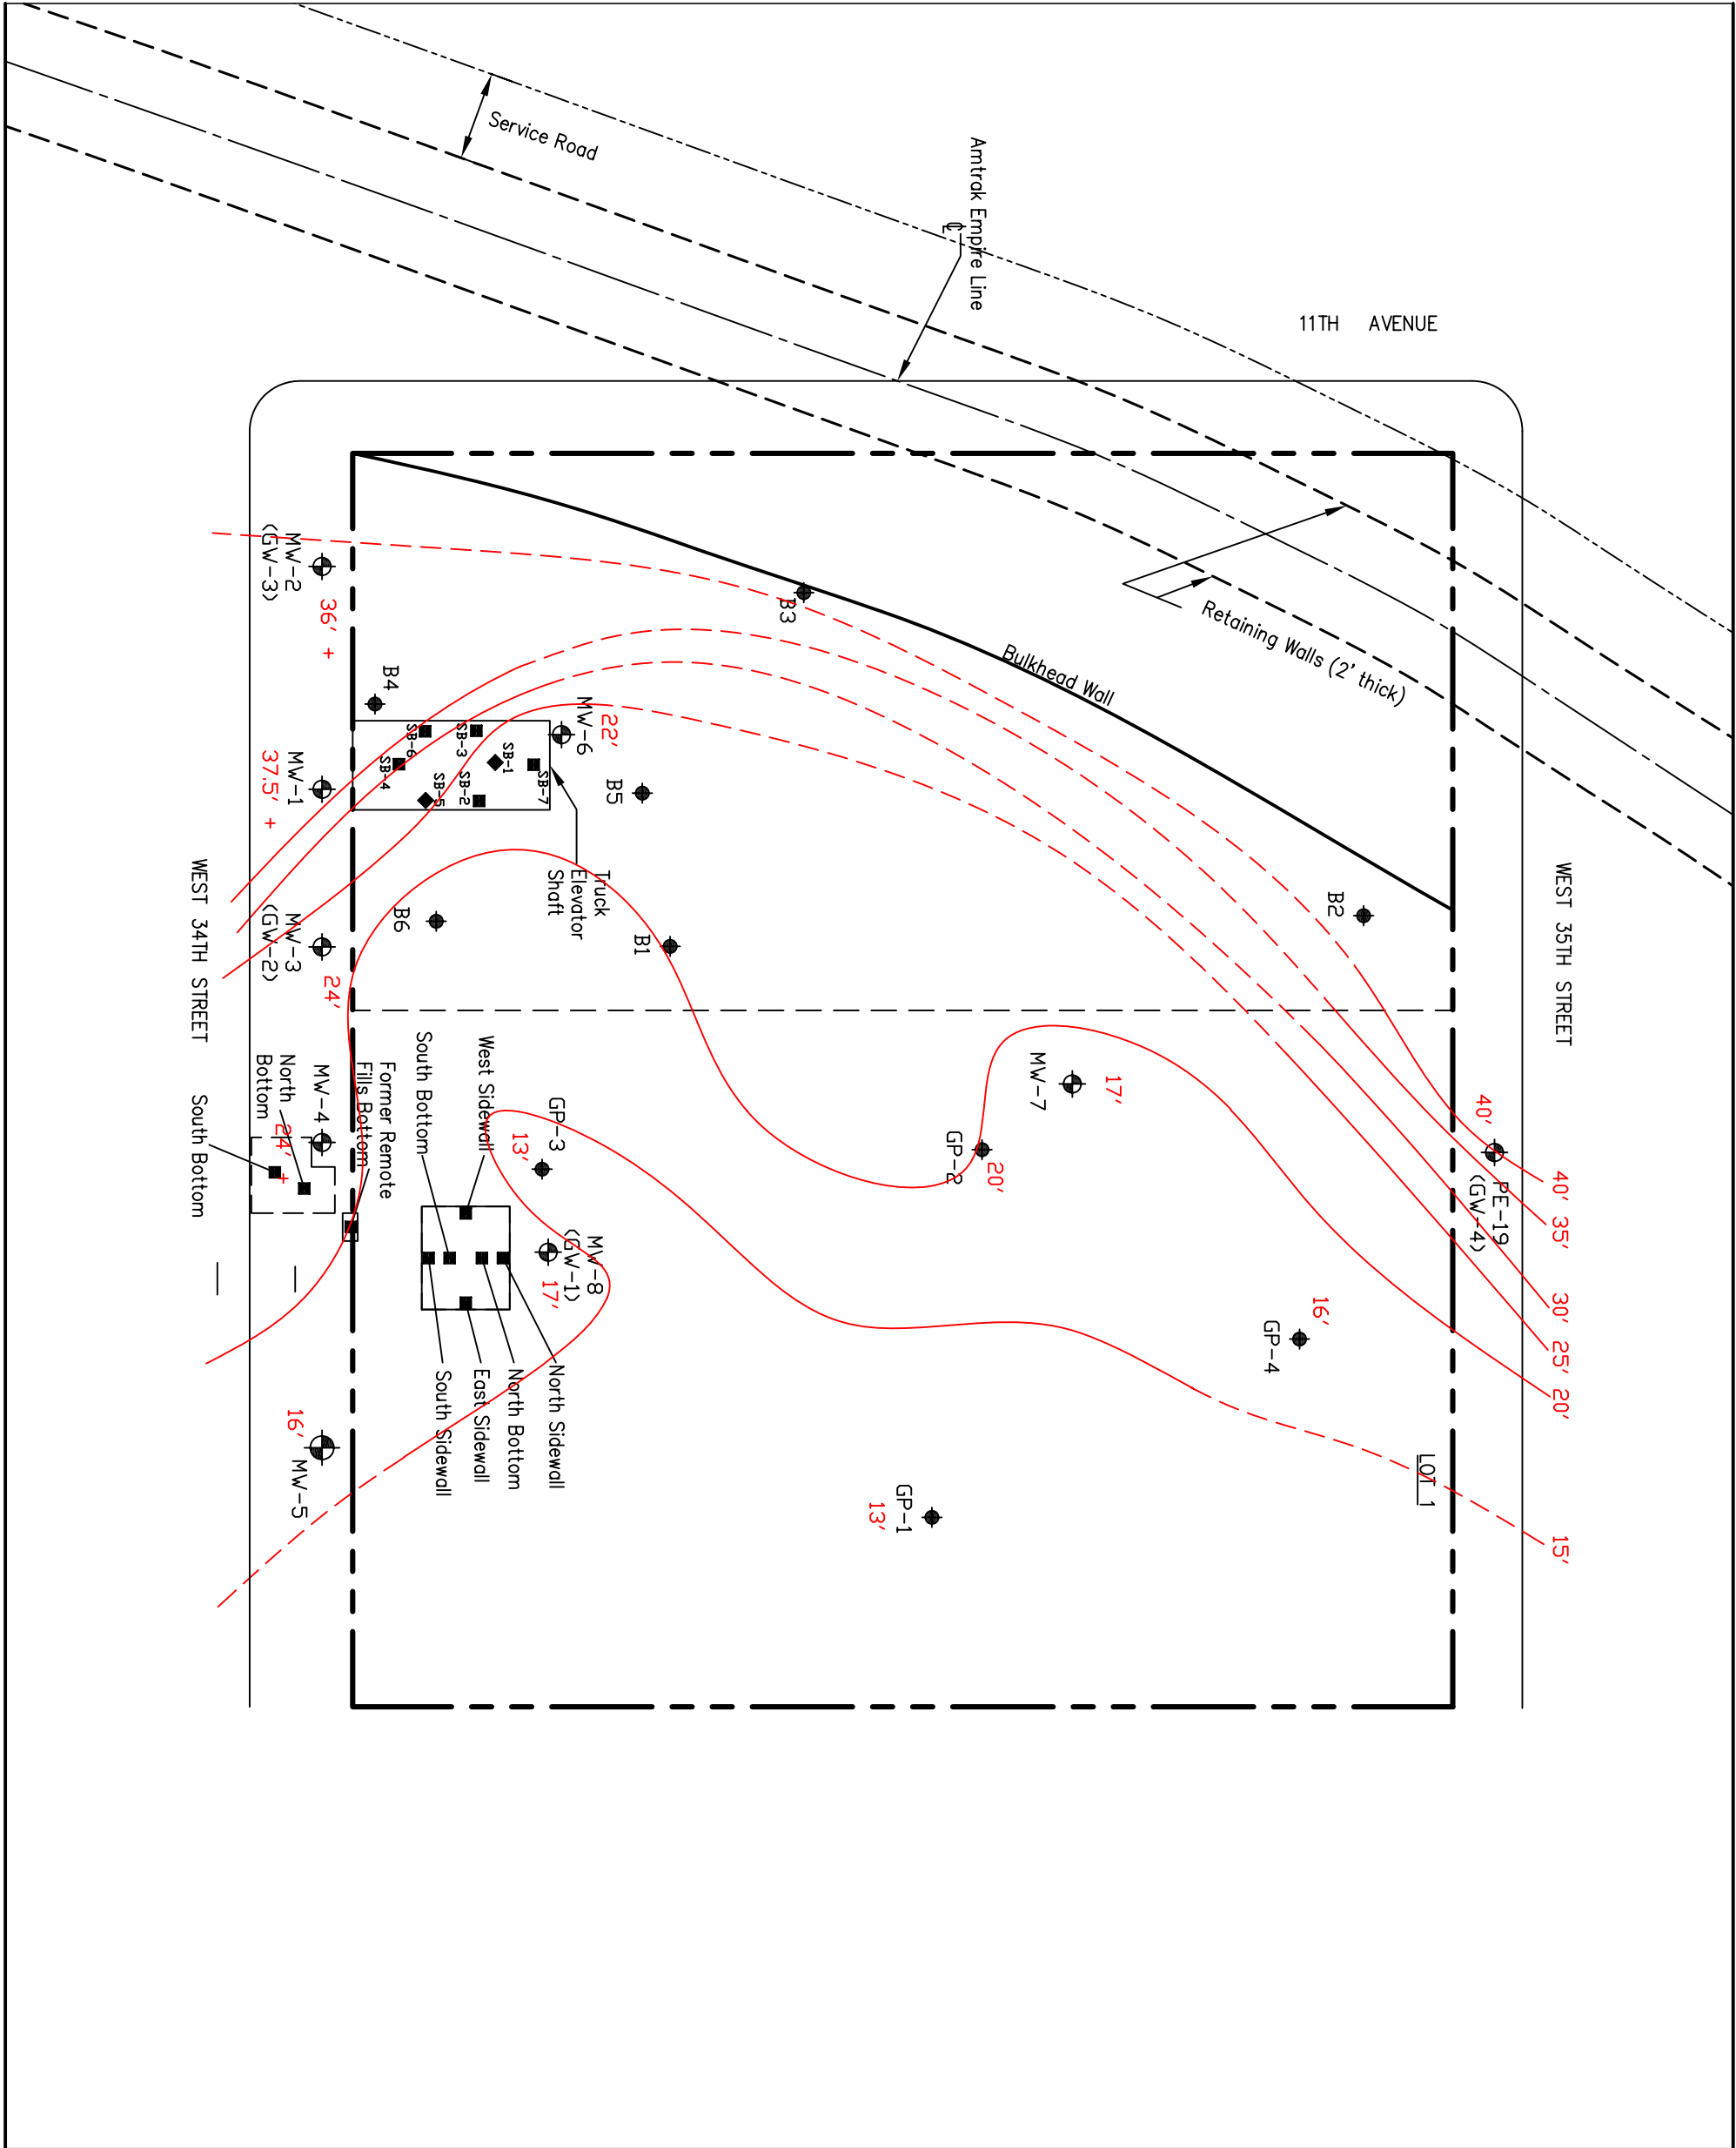 Service Road
Amtrak Empire Line
℄
11TH AVENUE
Bulkhead Wall
Retaining Walls (2' thick)
WEST 35TH STREET
MW-2
(GW-3)
36' +
B3
B4
MW-6
22'
SB-6
SB-3
SB-1
SB-7
SB-4
SB-5
SB-2
B5
MW-1
37.5' +
Truck
Elevator
Shaft
WEST 34TH STREET
MW-3
(GW-2)
24'
B6
B1
B2
MW-7
17'
GP-2
20'
40'
PE-19
(GW-4)
40'
35'
30'
25'
20'
15'
South Bottom
North
Bottom
MW-4
24' +
Former Remote
Fills Bottom
South Bottom
West Sidewall
GP-3
13'
MW-8
(GW-1)
17'
South Sidewall
East Sidewall
North Bottom
North Sidewall
16'
GP-4
16'
MW-5
GP-1
13'
LOT 1